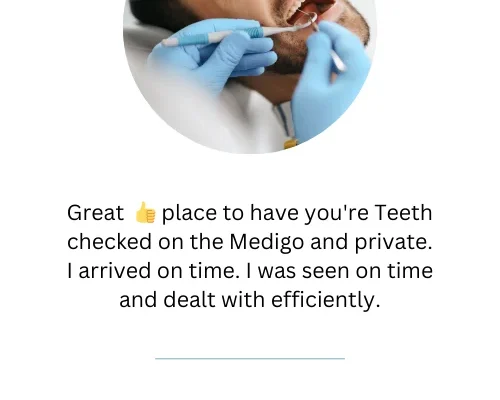 Great 👍 place to have you're Teeth
checked on the Medigo and private.
I arrived on time. I was seen on time
and dealt with efficiently.